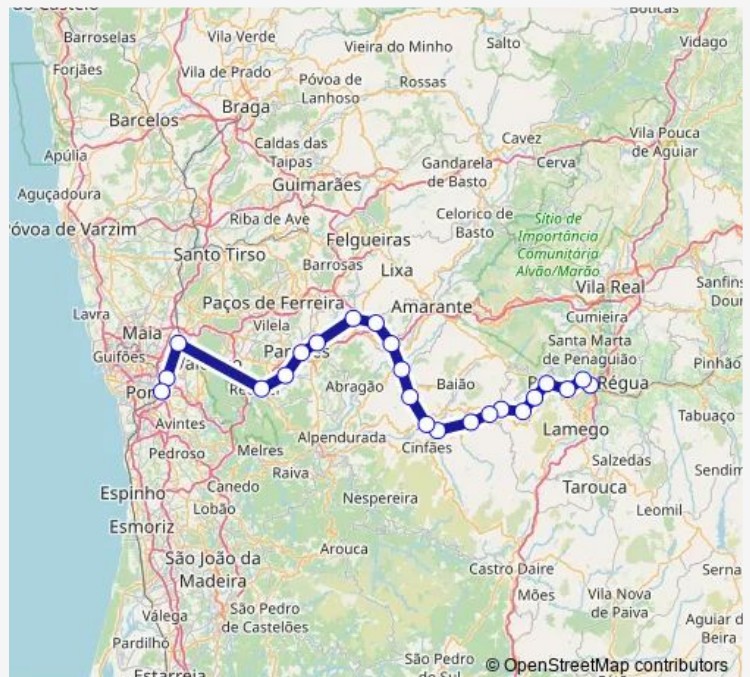 Barroselas
Vila Verde
Vieira do Minho
Salto
Vidago
Forjães
Vila de Prado
Póvoa de
Lanhoso
Rossas
Barcelos
Braga
Apúlia
Caldas das
Taipas
Cavez
Cerva
Vila Pouca
de Aguiar
Gandarela
de Basto
Aguçadoura
Guimarães
Riba de Ave
Celorico de
Basto
Sítio de
Importância
Comunitária
Alvão/Marão
Póvoa de Varzim
Felgueiras
Santo Tirso
Barrosas
Lixa
Vila Real
Lavra
Paços de Ferreira
Amarante
Cumieira
Maia
Vilela
Santa Marta
de Penaguião
Guifões
Pinhão
Abragão
Baião
Régua
Avintes
Tabuaço
Pedroso
Melres
Alpendurada
Cinfães
Lamego
Raiva
Salzedas
Espinho
Canedo
Nespereira
Tarouca
Lobão
Leomil
Esmoriz
Arouca
São João da
Madeira
Castro Daire
Mões
Vila Nova
de Paiva
Válega
São Pedro
de Castelões
Aguiar d
Beira
Pardilhó
São Pedro
© OpenStreetMap contributors